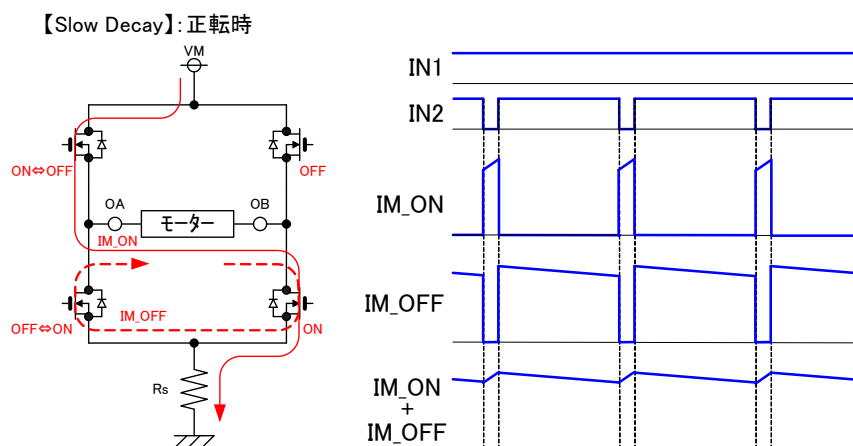 【Slow Decay】：正転時
VM
ON⇔OFF
OFF
OA
モーター
OB
IM_ON
OFF⇔ON
IM_OFF
ON
Rs
IN1
IN2
IM_ON
IM_OFF
IM_ON
+
IM_OFF